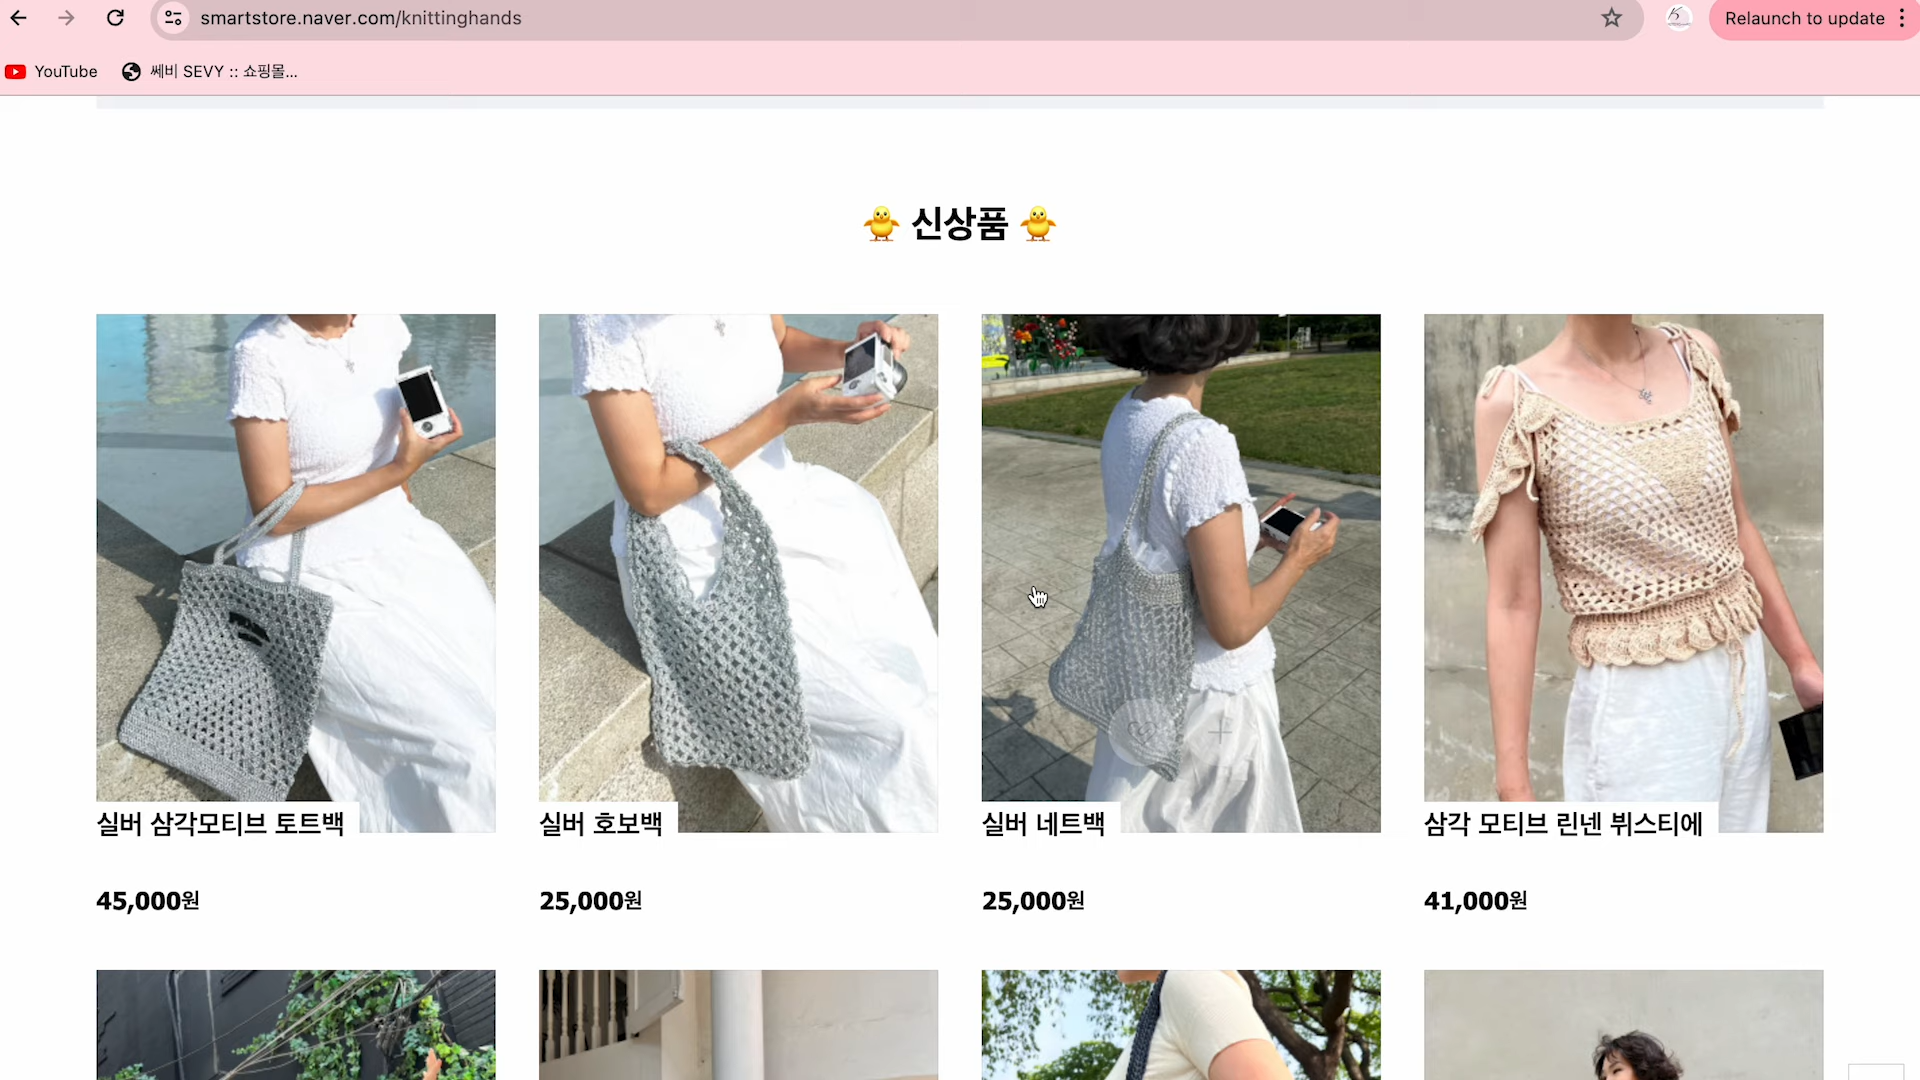 smartstore.naver.com/knittinghands
Relaunch to update
YouTube
쎄비 SEVY :: 쇼핑몰...
🐥 신상품 🐥
실버 삼각모티브 토트백
실버 호보백
실버 네트백
삼각 모티브 린넨 뷔스티에
45,000원
25,000원
25,000원
41,000원